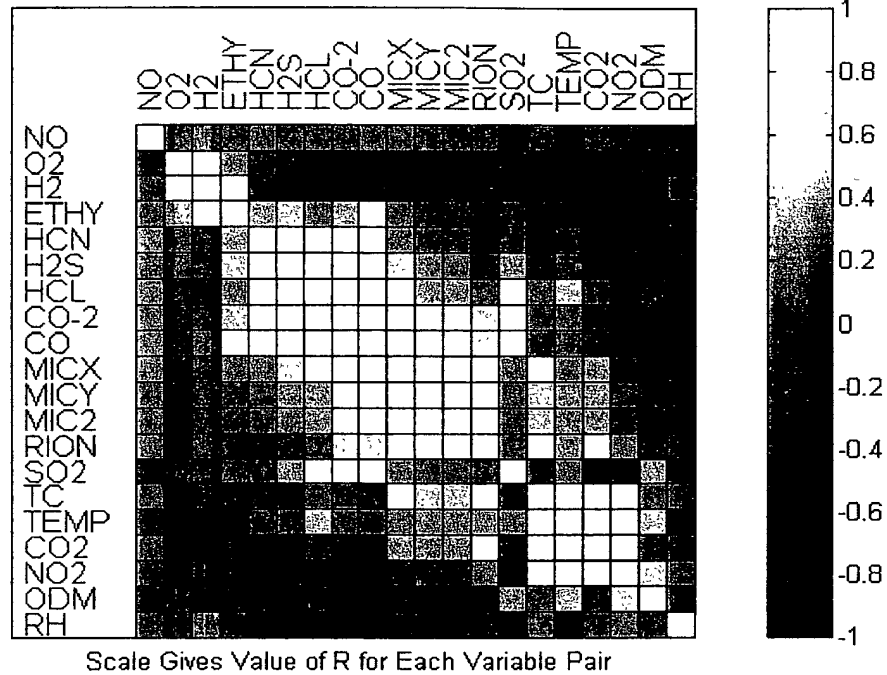 NO O2 H2 ETHY HCN H2S HCL CO-2 CO MICX MICY MIC2 RION SO2 TC TEMP CO2 NO2 ODM RH
NO
O2
H2
ETHY
HCN
H2S
HCL
CO-2
CO
MICX
MICY
MIC2
RION
SO2
TC
TEMP
CO2
NO2
ODM
RH
1
0.8
0.6
0.4
0.2
0
-0.2
-0.4
-0.6
-0.8
-1
Scale Gives Value of R for Each Variable Pair